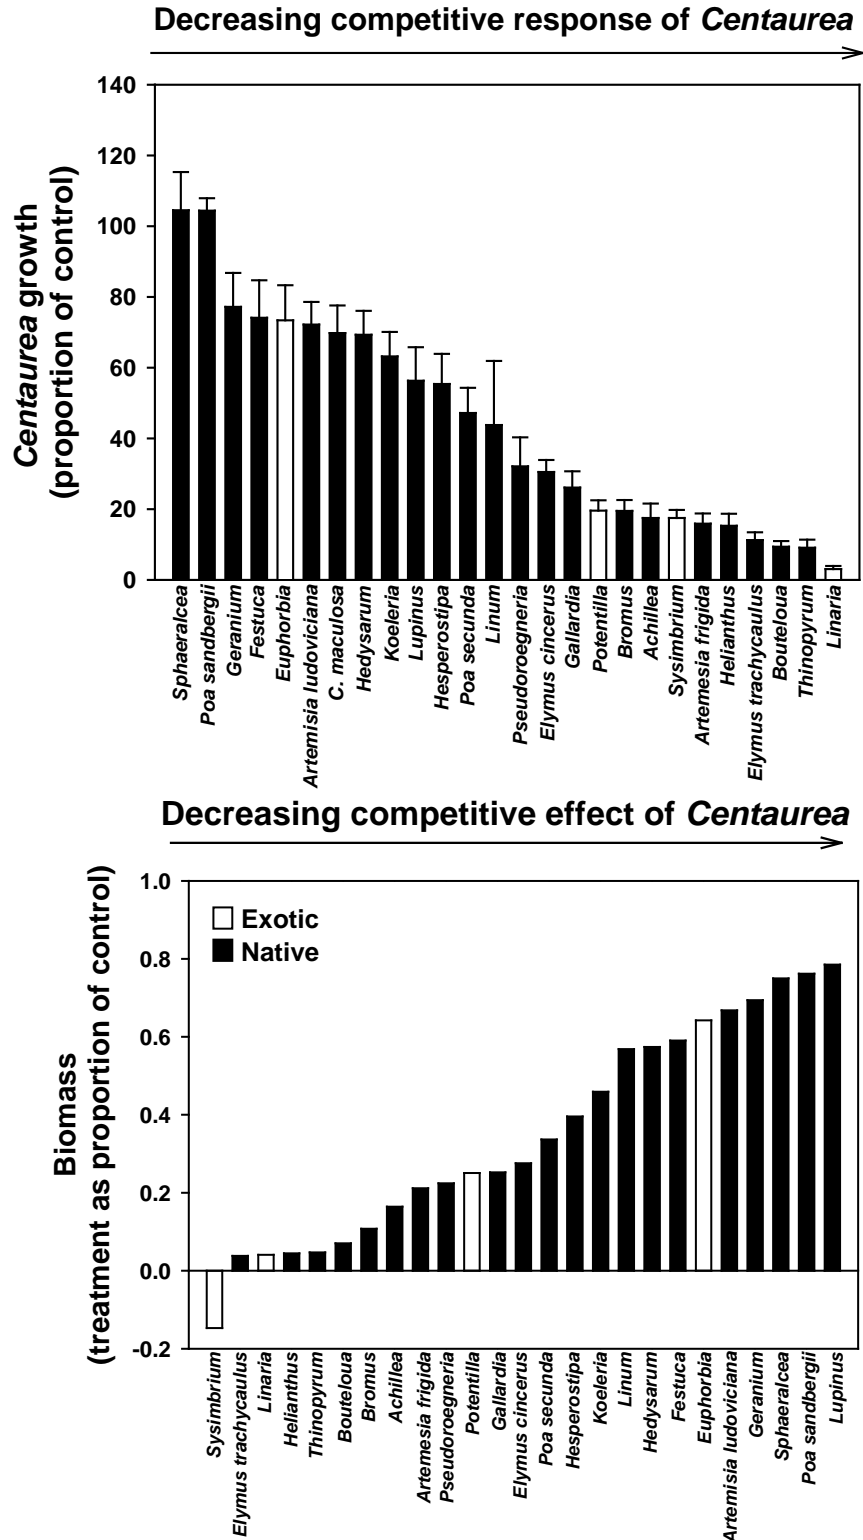 Decreasing competitive response of Centaurea
Centaurea growth
(proportion of control)
140
120
100
80
60
40
20
0
Sphaeralcea
Poa sandbergii
Geranium
Festuca
Euphorbia
Artemisia ludoviciana
C. maculosa
Hedysarum
Koeleria
Lupinus
Hesperostipa
Poa secunda
Linum
Pseudoroegneria
Elymus cincerus
Gallardia
Potentilla
Bromus
Achillea
Sysimbrium
Artemesia frigida
Helianthus
Elymus trachycaulus
Bouteloua
Thinopyrum
Linaria
Decreasing competitive effect of Centaurea
Biomass
(treatment as proportion of control)
1.0
0.8
0.6
0.4
0.2
0.0
-0.2
Exotic
Native
Sysimbrium
Elymus trachycaulus
Linaria
Helianthus
Thinopyrum
Bouteloua
Bromus
Achillea
Artemesia frigida
Pseudoroegneria
Potentilla
Gallardia
Elymus cincerus
Poa secunda
Hesperostipa
Koeleria
Linum
Hedysarum
Festuca
Euphorbia
Artemisia ludoviciana
Geranium
Sphaeralcea
Poa sandbergii
Lupinus